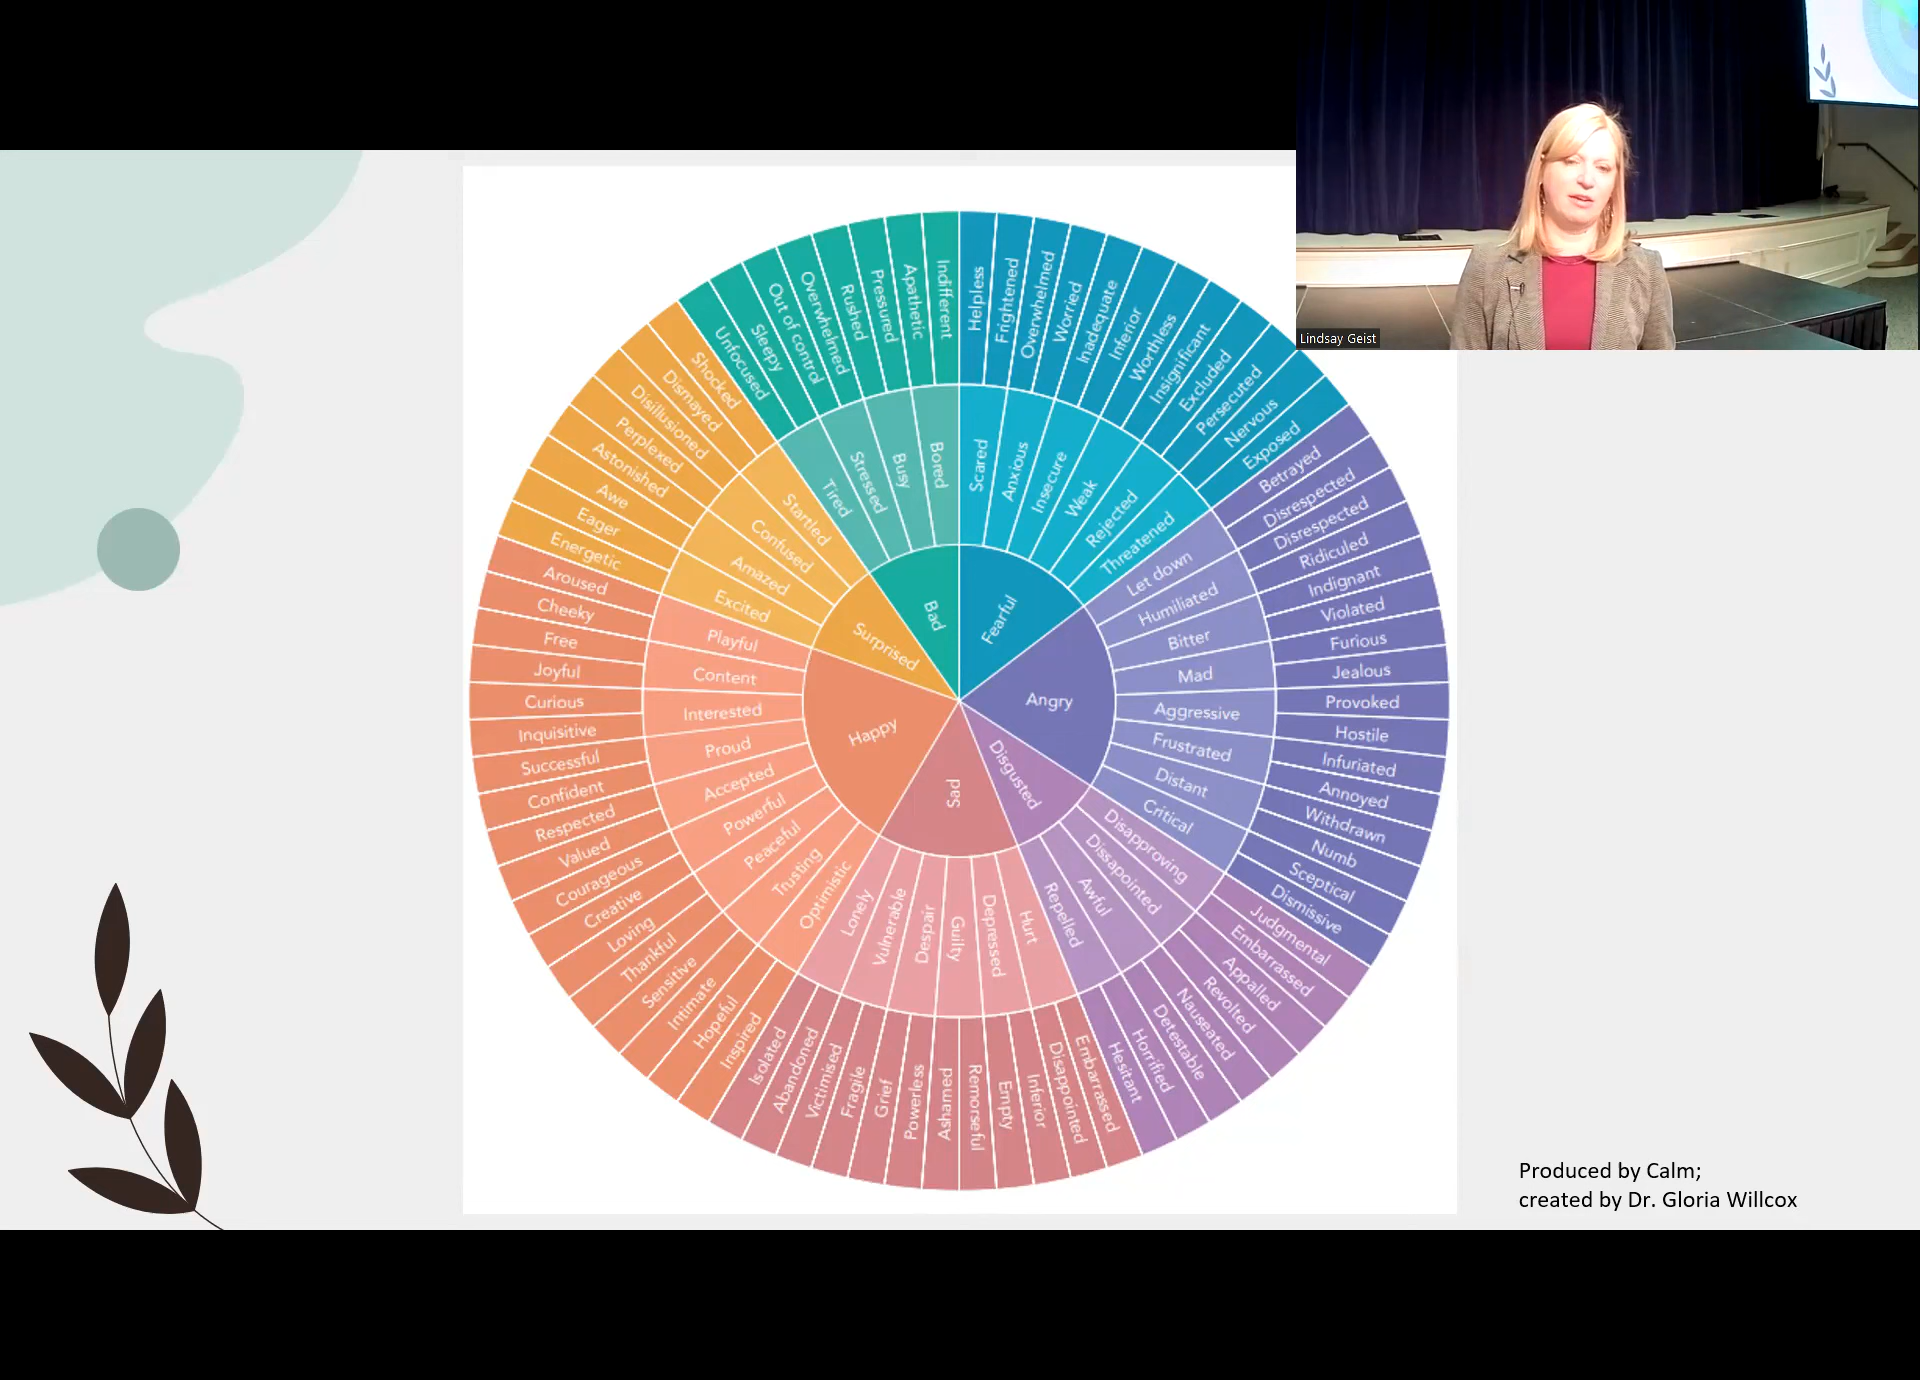 Lindsay Geist
Bad
Fearful
Angry
Disgusted
Sad
Happy
Surprised
Tired
Stressed
Busy
Bored
Scared
Anxious
Insecure
Weak
Rejected
Threatened
Let down
Humiliated
Bitter
Mad
Aggressive
Frustrated
Distant
Critical
Disapproving
Dissapointed
Awful
Repelled
Hurt
Depressed
Guilty
Despair
Vulnerable
Lonely
Optimistic
Trusting
Peaceful
Powerful
Accepted
Proud
Interested
Content
Playful
Excited
Amazed
Confused
Startled
Unfocused
Sleepy
Out of control
Overwhelmed
Rushed
Pressured
Apathetic
Indifferent
Helpless
Frightened
Overwhelmed
Worried
Inadequate
Inferior
Worthless
Insignificant
Excluded
Persecuted
Nervous
Exposed
Betrayed
Disrespected
Disrespected
Ridiculed
Indignant
Violated
Furious
Jealous
Provoked
Hostile
Infuriated
Annoyed
Withdrawn
Numb
Sceptical
Dismissive
Judgmental
Embarrassed
Appalled
Revolted
Nauseated
Detestable
Horrified
Hesitant
Embarrassed
Disappointed
Inferior
Empty
Remorseful
Ashamed
Powerless
Grief
Fragile
Victimised
Abandoned
Isolated
Inspired
Hopeful
Intimate
Sensitive
Thankful
Loving
Creative
Courageous
Valued
Respected
Confident
Successful
Inquisitive
Curious
Joyful
Free
Cheeky
Aroused
Energetic
Eager
Awe
Astonished
Perplexed
Disillusioned
Dismayed
Shocked
Produced by Calm;
created by Dr. Gloria Willcox